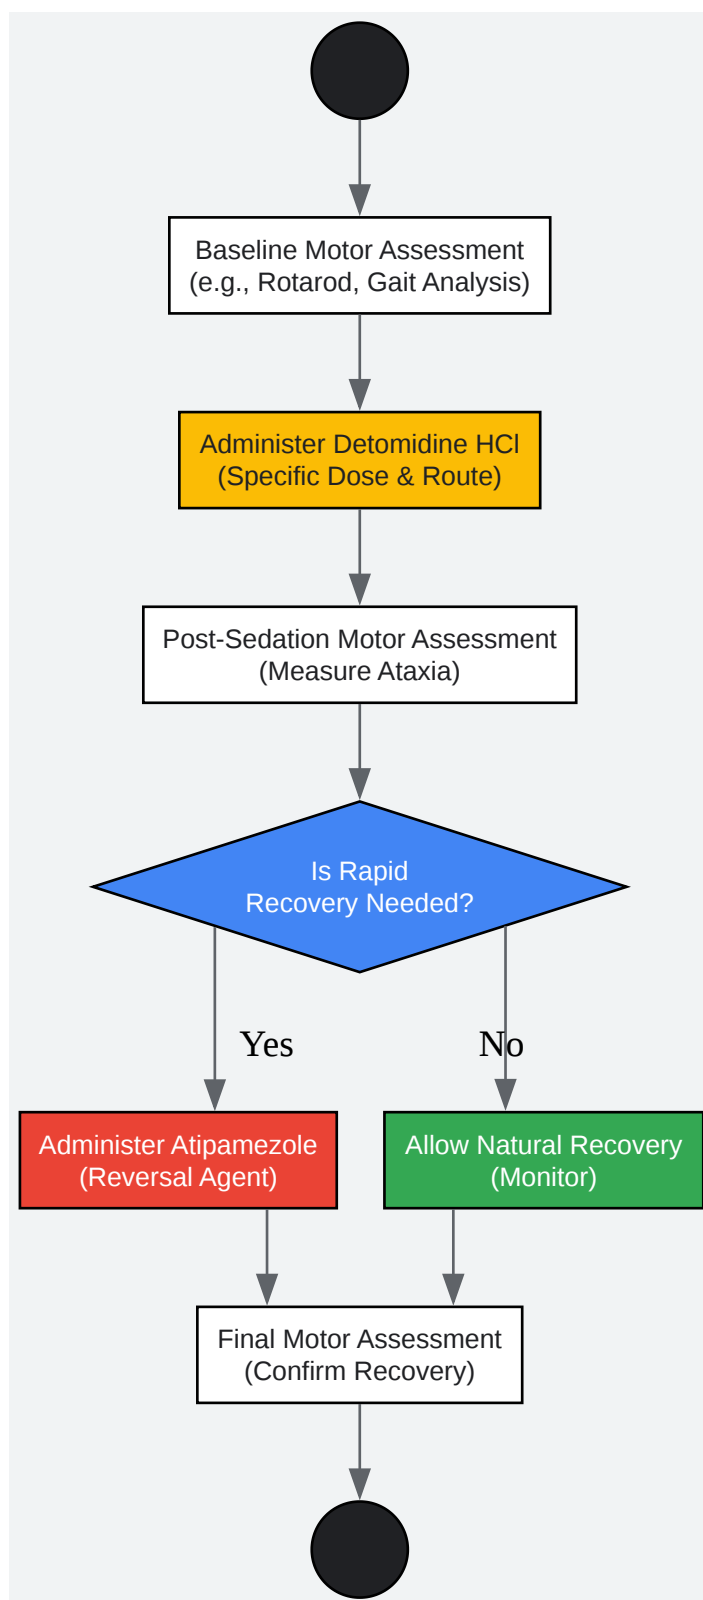 Baseline Motor Assessment
(e.g., Rotarod, Gait Analysis)
Administer Detomidine HCl
(Specific Dose & Route)
Post-Sedation Motor Assessment
(Measure Ataxia)
Is Rapid
Recovery Needed?
Yes
No
Administer Atipamezole
(Reversal Agent)
Allow Natural Recovery
(Monitor)
Final Motor Assessment
(Confirm Recovery)